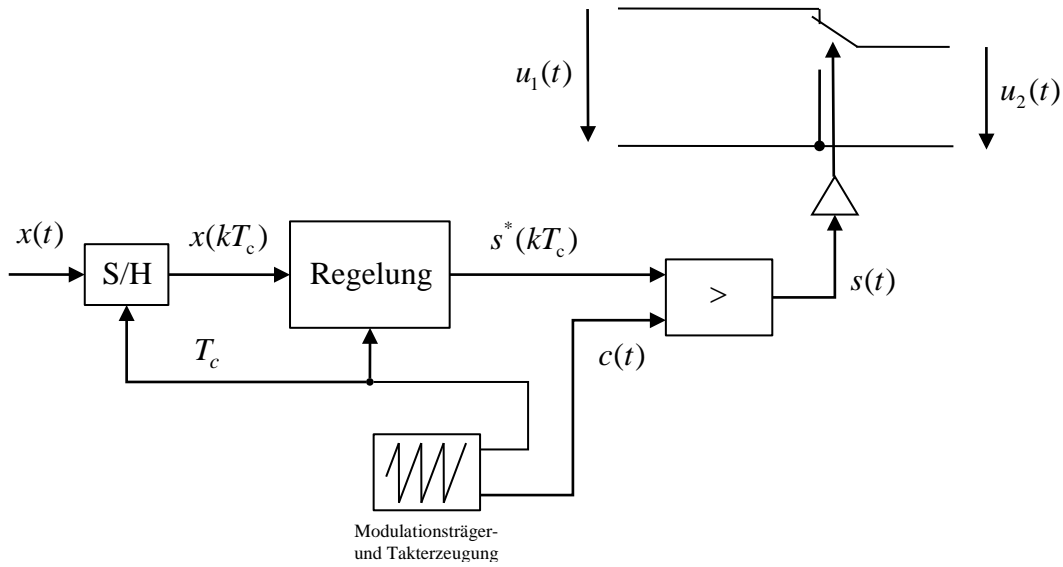 u₁(t)
u₂(t)
x(t)
S/H
x(kT_c)
Regelung
s*(kT_c)
>
s(t)
T_c
c(t)
Modulationsträger-
und Takterzeugung